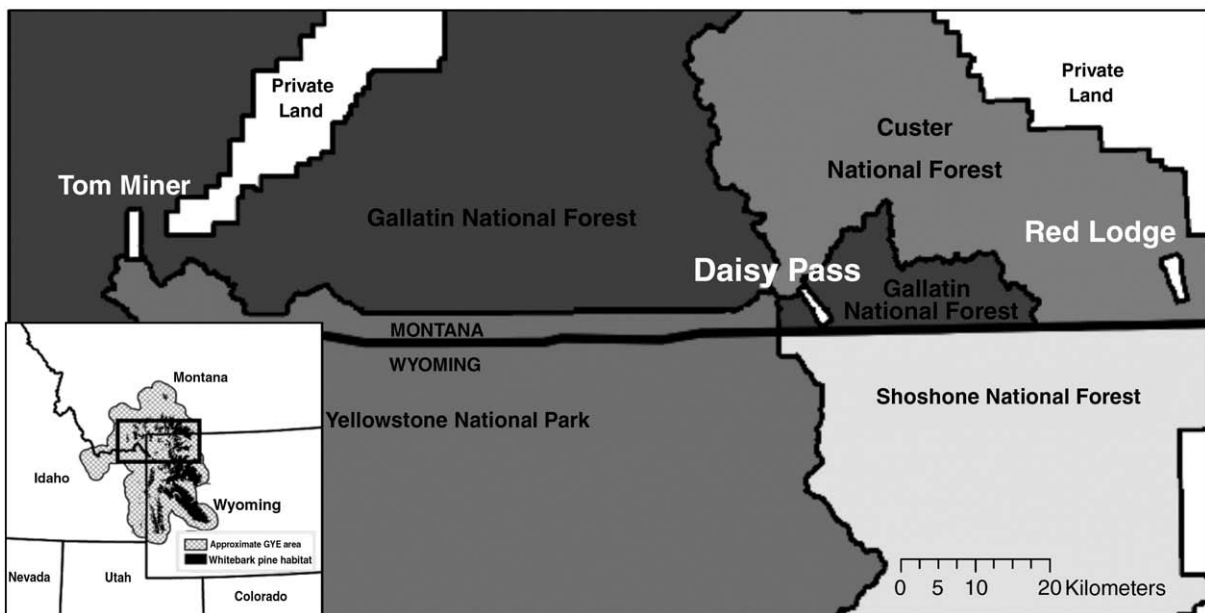 Private
Land
Private
Land
Custer
National Forest
Tom Miner
Gallatin National Forest
Red Lodge
Daisy Pass
Gallatin
National Forest
MONTANA
WYOMING
Montana
Shoshone National Forest
Yellowstone National Park
Idaho
Wyoming
Approximate GYE area
Whitebark pine habitat
Nevada
Utah
Colorado
0 5 10 20 Kilometers